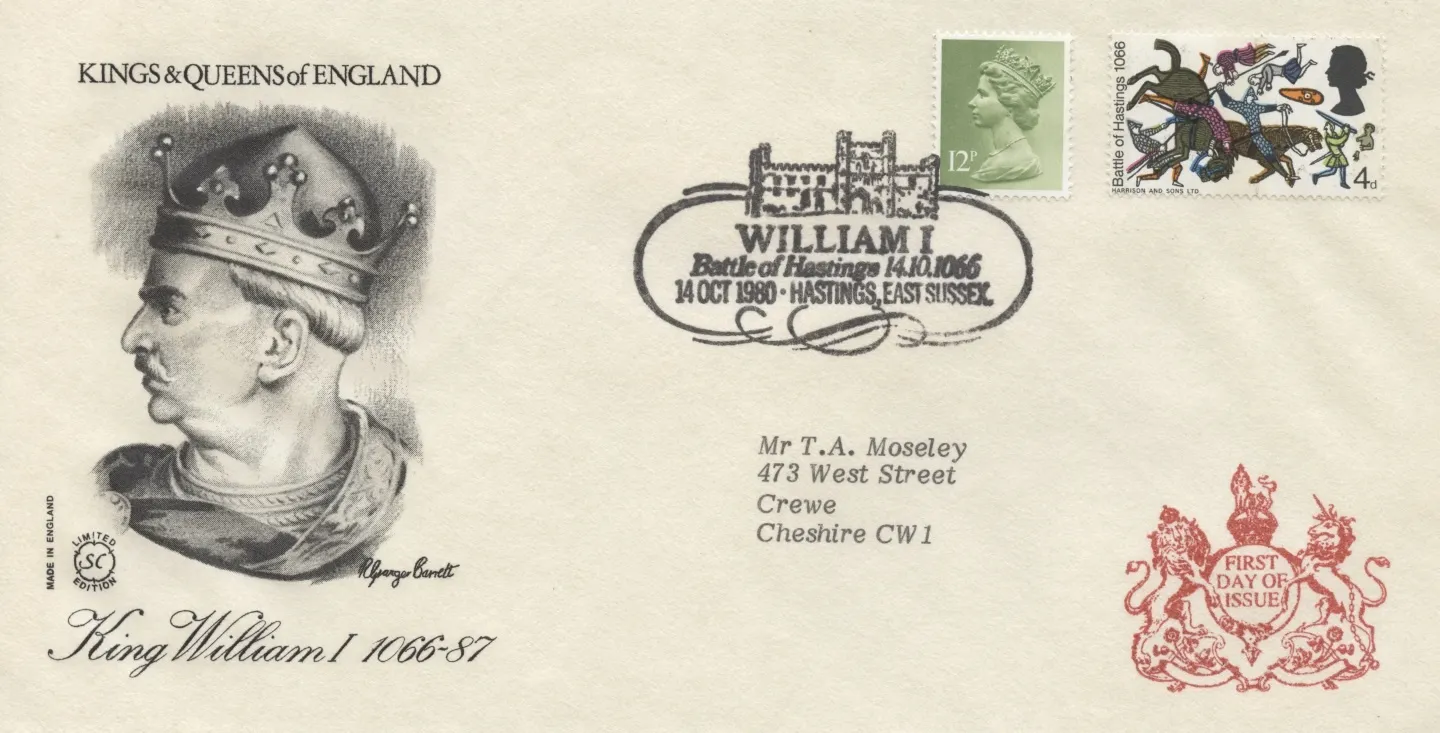 KINGS & QUEENS of ENGLAND
12P
Battle of Hastings 1066
HARRISON AND SONS LTD
4d
WILLIAM I
Battle of Hastings 14.10.1066
14 OCT 1980 · HASTINGS, EAST SUSSEX.
Mr T.A. Moseley
473 West Street
Crewe
Cheshire CW1
MADE IN ENGLAND
LIMITED
SC
EDITION
King William I 1066-87
FIRST
DAY OF
ISSUE